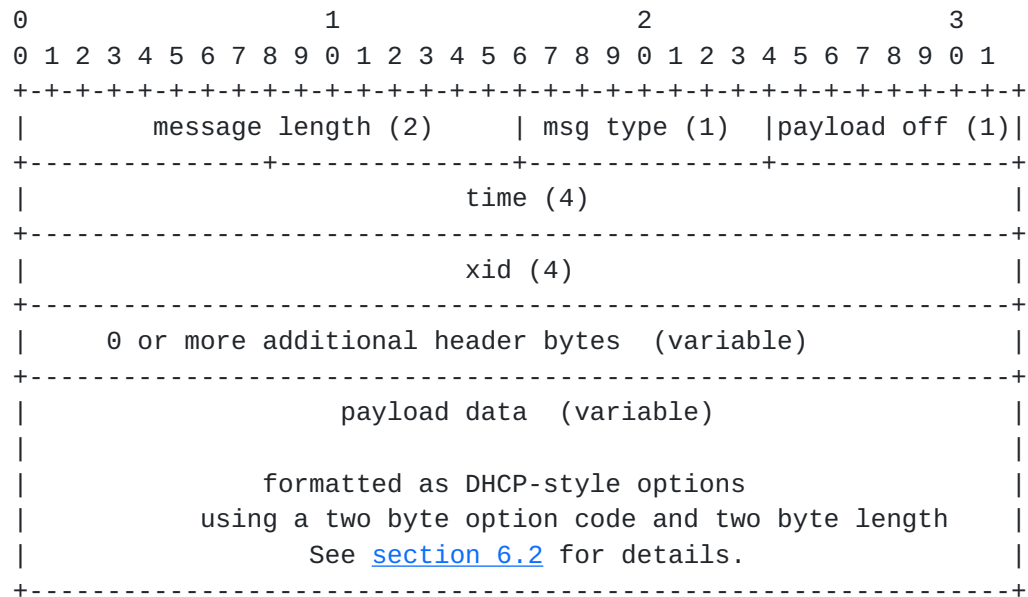 0                   1                   2                   3
0 1 2 3 4 5 6 7 8 9 0 1 2 3 4 5 6 7 8 9 0 1 2 3 4 5 6 7 8 9 0 1
+-+-+-+-+-+-+-+-+-+-+-+-+-+-+-+-+-+-+-+-+-+-+-+-+-+-+-+-+-+-+-+-+
|        message length (2)     | msg type (1)  |payload off (1)|
+---------------+---------------+---------------+---------------+
|                            time (4)                           |
+---------------------------------------------------------------+
|                            xid (4)                            |
+---------------------------------------------------------------+
|     0 or more additional header bytes  (variable)             |
+---------------------------------------------------------------+
|                    payload data  (variable)                   |
|                                                               |
|               formatted as DHCP-style options                 |
|           using a two byte option code and two byte length    |
|                  See section 6.2 for details.                 |
+---------------------------------------------------------------+